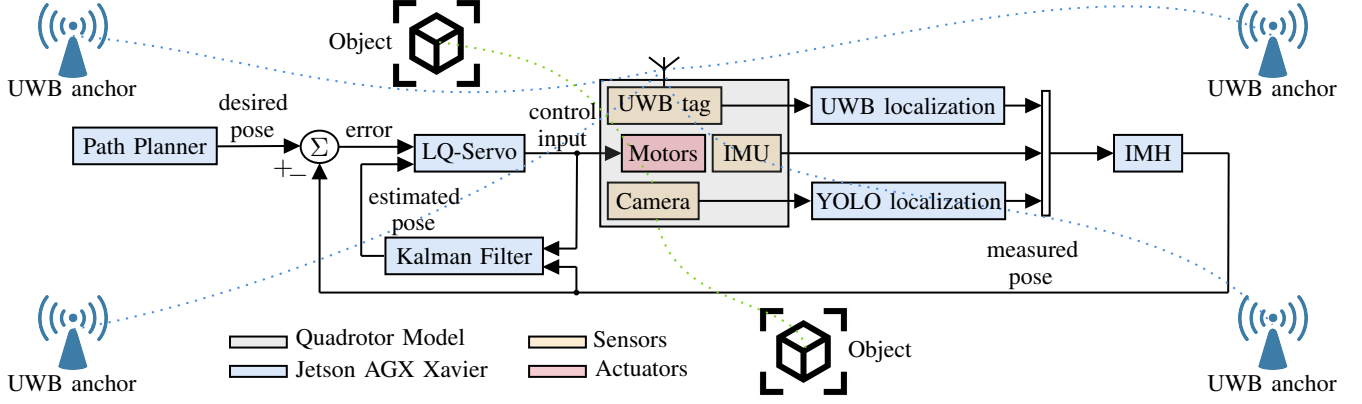 UWB anchor
Object
UWB anchor
desired
pose
Path Planner
+
−
Σ
error
LQ-Servo
control
input
UWB tag
Motors
IMU
Camera
UWB localization
YOLO localization
IMH
estimated
pose
Kalman Filter
measured
pose
UWB anchor
Quadrotor Model
Jetson AGX Xavier
Sensors
Actuators
Object
UWB anchor